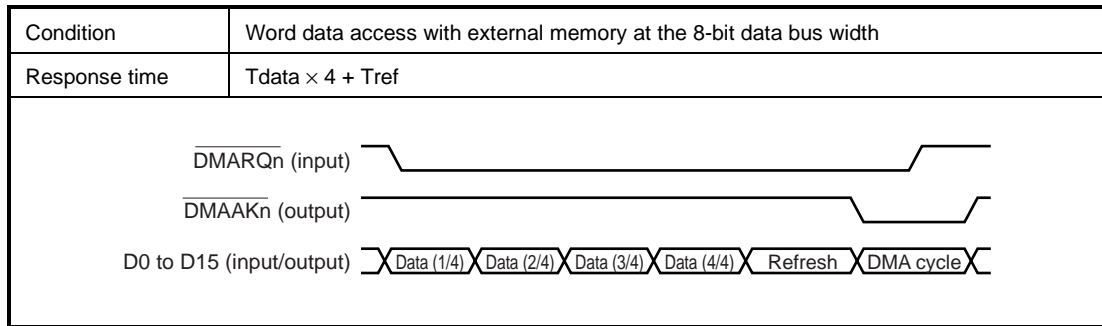 Condition Word data access with external memory at the 8-bit data bus width
Response time Tdata × 4 + Tref
DMARQn (input)
DMAAKn (output)
D0 to D15 (input/output) Data (1/4) Data (2/4) Data (3/4) Data (4/4) Refresh DMA cycle